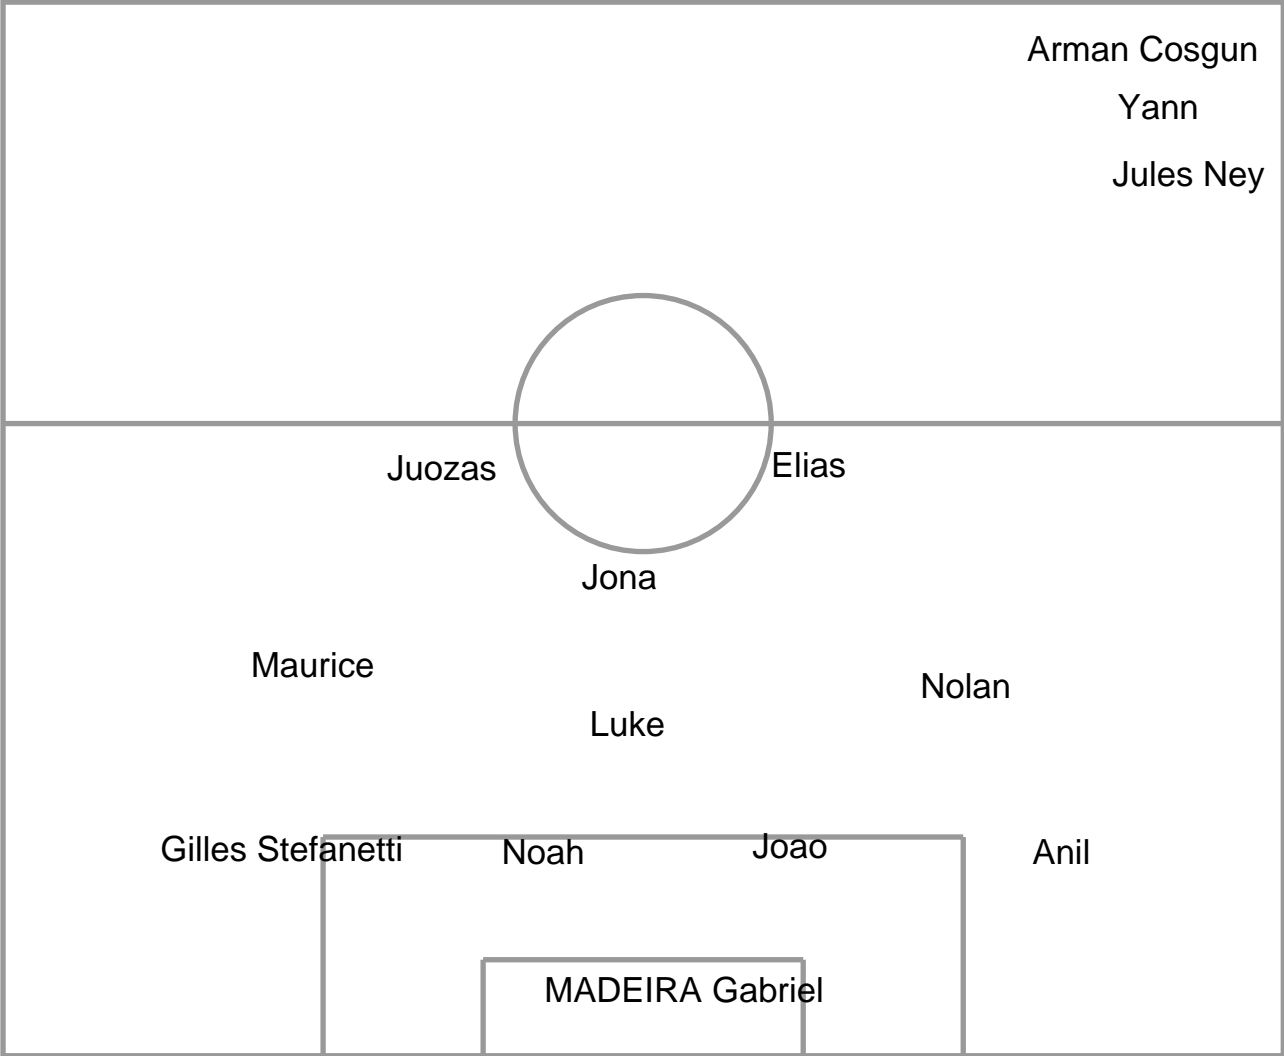 Arman Cosgun
Yann
Jules Ney
Juozas
Elias
Jona
Maurice
Nolan
Luke
Gilles Stefanetti
Noah
Joao
Anil
MADEIRA Gabriel